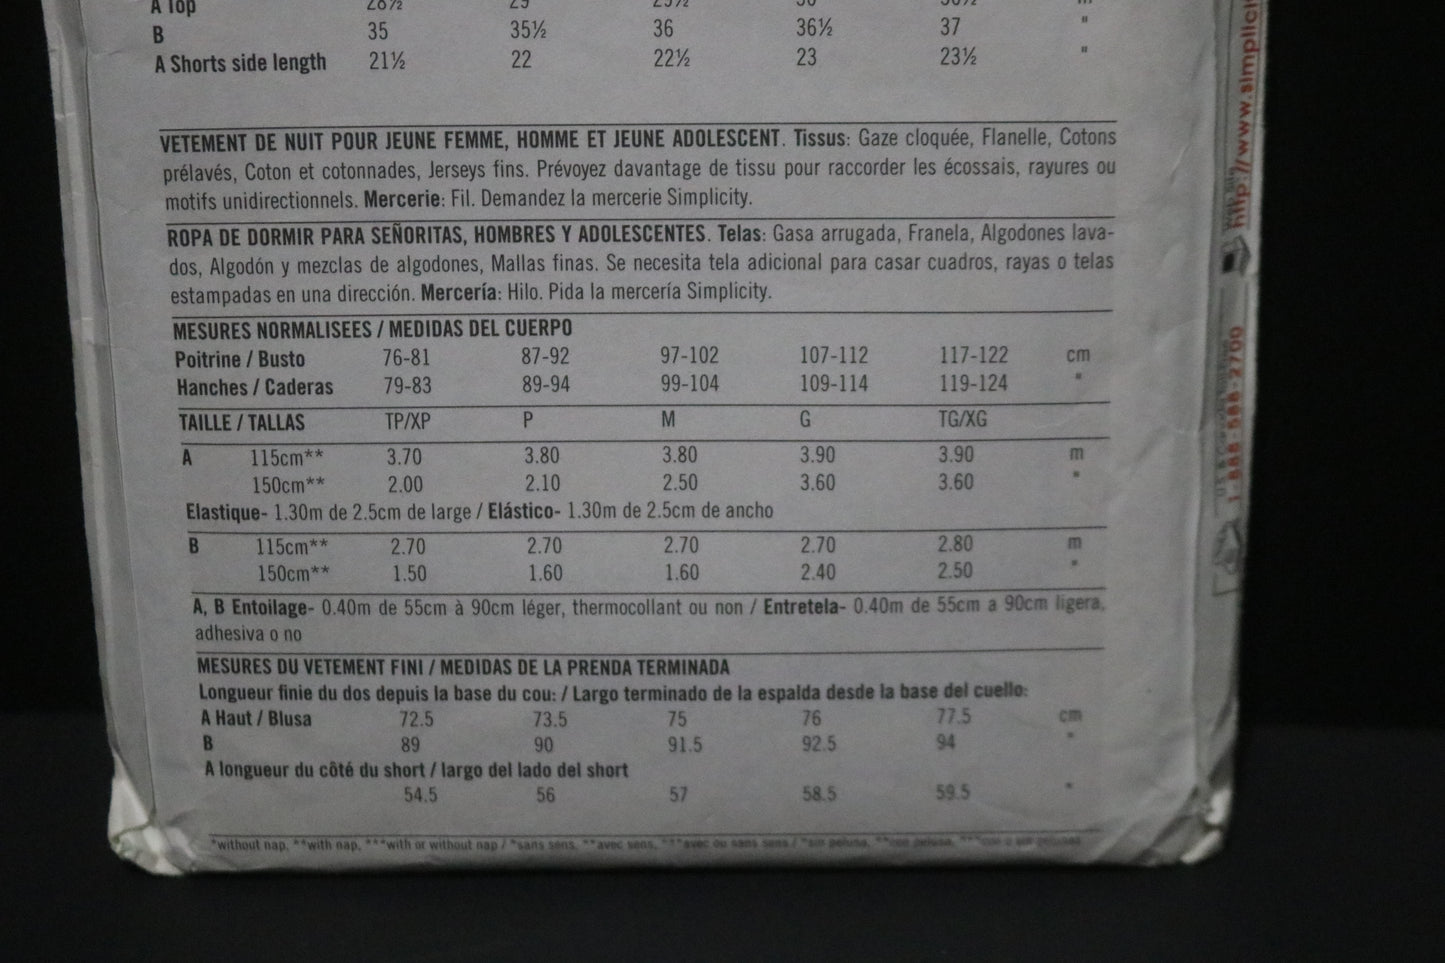 A Top
B 35 35½ 36 36½ 37 "
A Shorts side length 21½ 22 22½ 23 23½ "
VETEMENT DE NUIT POUR JEUNE FEMME, HOMME ET JEUNE ADOLESCENT. Tissus: Gaze cloquée, Flanelle, Cotons
prélavés, Coton et cotonnades, Jerseys fins. Prévoyez davantage de tissu pour raccorder les écossais, rayures ou
motifs unidirectionnels. Mercerie: Fil. Demandez la mercerie Simplicity.
ROPA DE DORMIR PARA SEÑORITAS, HOMBRES Y ADOLESCENTES. Telas: Gasa arrugada, Franela, Algodones lava-
dos, Algodón y mezclas de algodones, Mallas finas. Se necesita tela adicional para casar cuadros, rayas o telas
estampadas en una dirección. Mercería: Hilo. Pida la mercería Simplicity.
MESURES NORMALISEES / MEDIDAS DEL CUERPO
Poitrine / Busto 76-81 87-92 97-102 107-112 117-122 cm
Hanches / Caderas 79-83 89-94 99-104 109-114 119-124 "
TAILLE / TALLAS TP/XP P M G TG/XG
A 115cm** 3.70 3.80 3.80 3.90 3.90 m
150cm** 2.00 2.10 2.50 3.60 3.60 "
Elastique- 1.30m de 2.5cm de large / Elástico- 1.30m de 2.5cm de ancho
B 115cm** 2.70 2.70 2.70 2.70 2.80 m
150cm** 1.50 1.60 1.60 2.40 2.50 "
A, B Entoilage- 0.40m de 55cm à 90cm léger, thermocollant ou non / Entretela- 0.40m de 55cm a 90cm ligera,
adhesiva o no
MESURES DU VETEMENT FINI / MEDIDAS DE LA PRENDA TERMINADA
Longueur finie du dos depuis la base du cou: / Largo terminado de la espalda desde la base del cuello:
A Haut / Blusa 72.5 73.5 75 76 77.5 cm
B 89 90 91.5 92.5 94 "
A longueur du côté du short / largo del lado del short
54.5 56 57 58.5 59.5 "
*without nap, **with nap, ***with or without nap / *sans sens, **avec sens, ***avec ou sans sens / *sin pelusa, **con pelusa, ***con o sin pelusa
http://www.simplici
1-888-588-2700